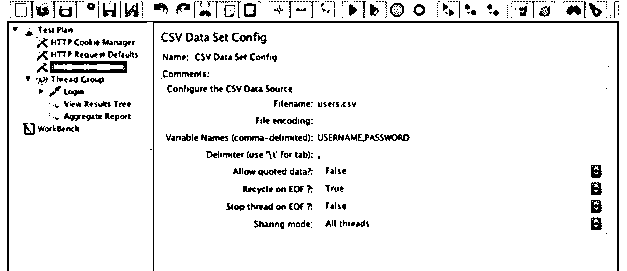 Test Plan
HTTP Cookie Manager
HTTP Request Defaults
Thread Group
Login
View Results Tree
Aggregate Report
WorkBench
CSV Data Set Config
Name: CSV Data Set Config
Comments:
Configure the CSV Data Source
Filename: users.csv
File encoding:
Variable Names (comma-delimited): USERNAME,PASSWORD
Delimiter (use '\t' for tab): ,
Allow quoted data?: False
Recycle on EOF ?: True
Stop thread on EOF ?: False
Sharing mode: All threads